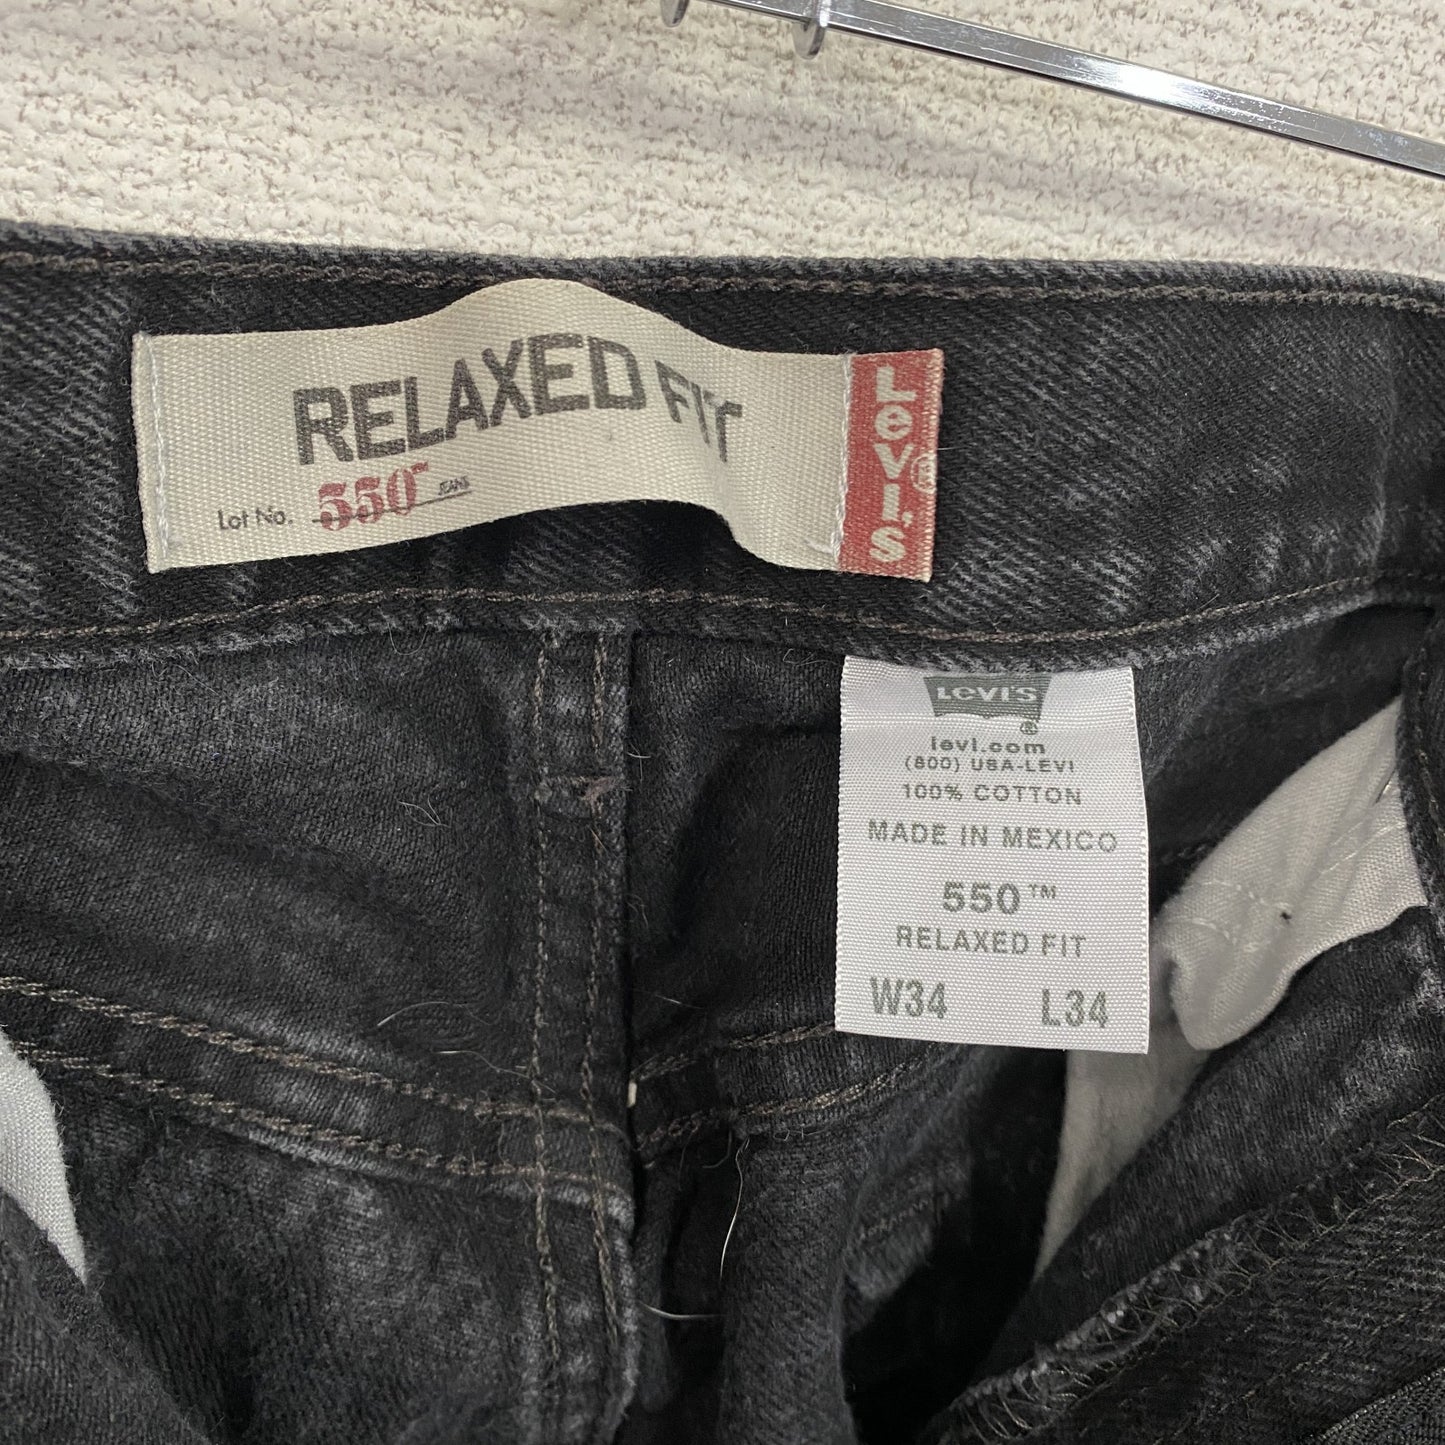 RELAXED FIT
Lot No. 550™ JEANS
Levi's®
LEVI'S®
levi.com
(800) USA-LEVI
100% COTTON
MADE IN MEXICO
550™
RELAXED FIT
W34 L34